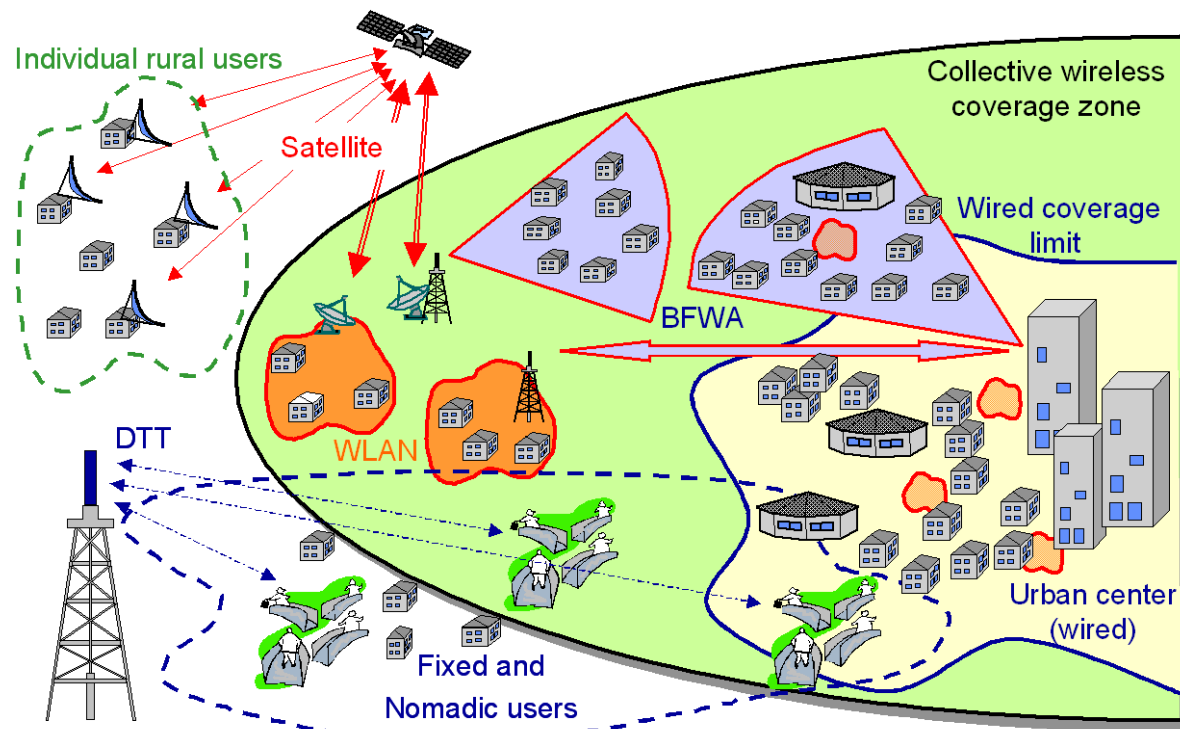 Individual rural users
Satellite
Collective wireless
coverage zone
Wired coverage
limit
BFWA
WLAN
DTT
Urban center
(wired)
Fixed and
Nomadic users